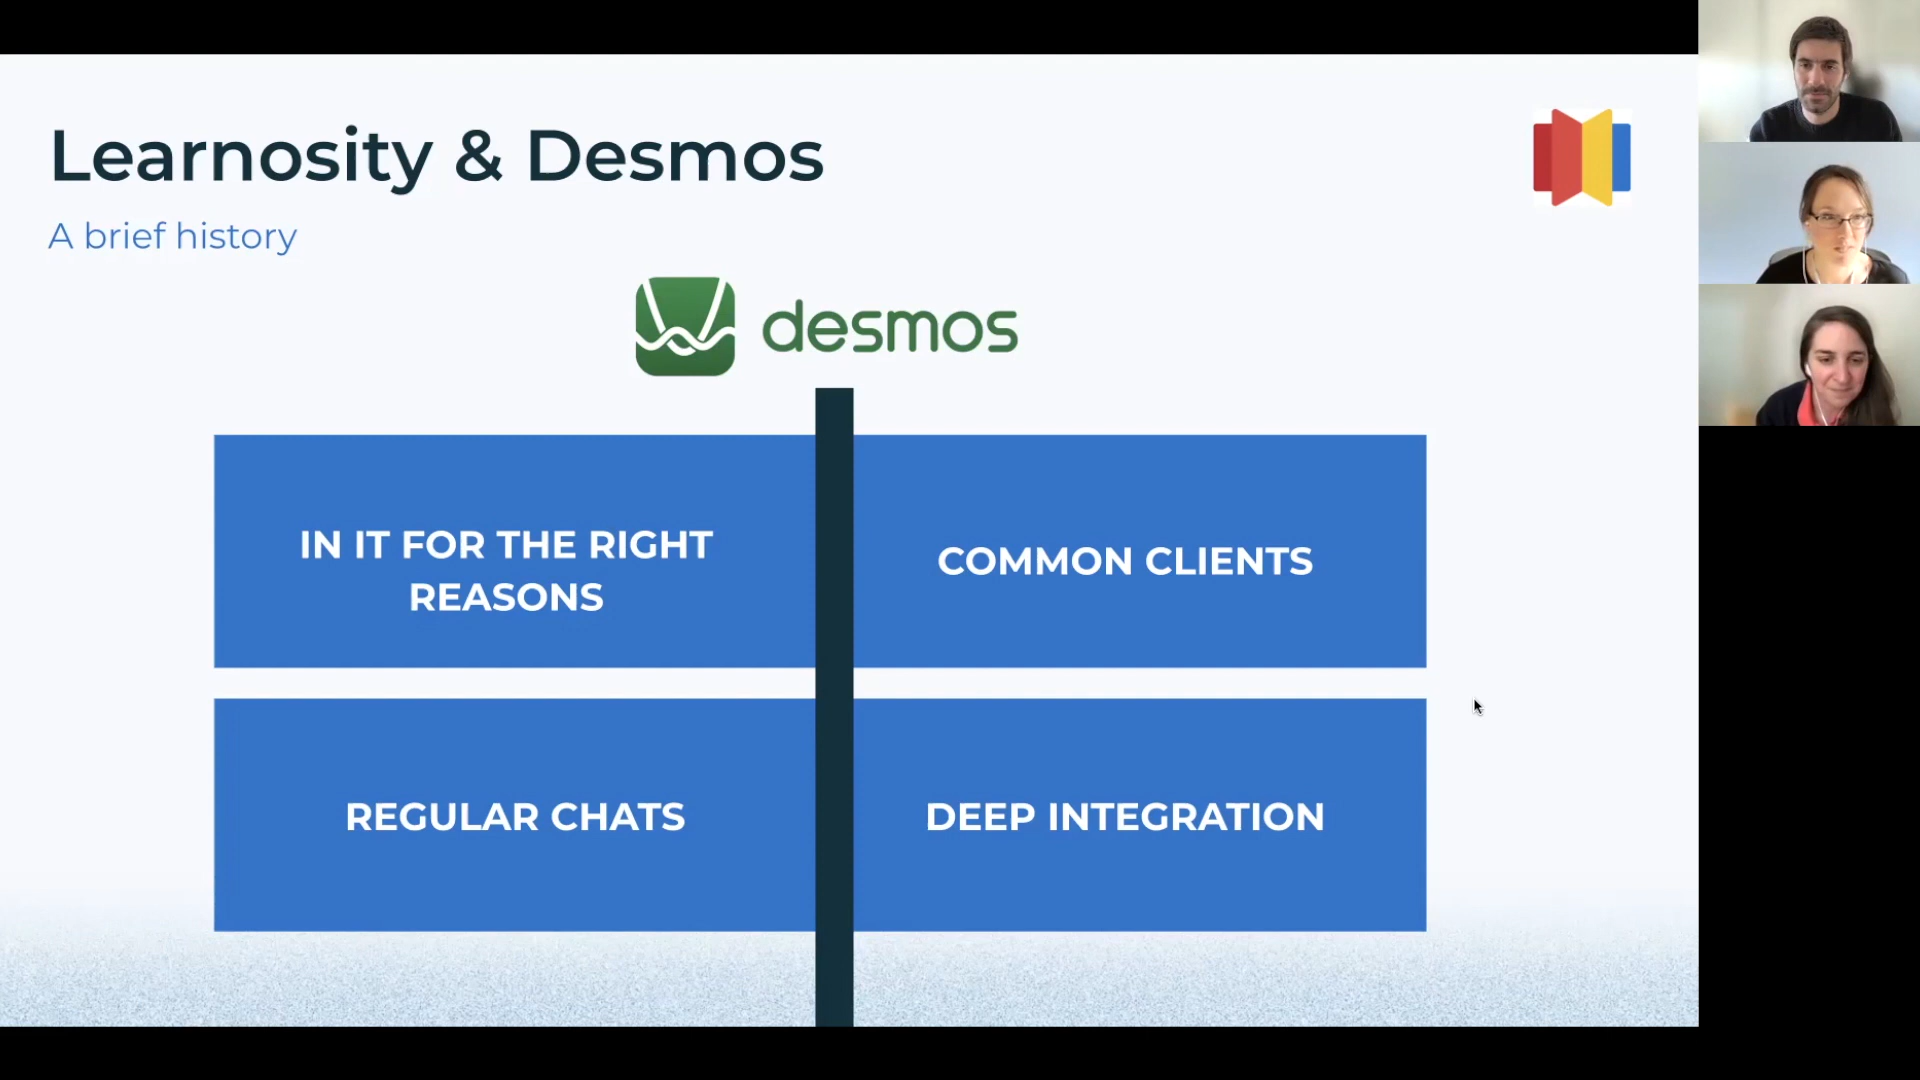 Learnosity & Desmos
A brief history
desmos
IN IT FOR THE RIGHT
REASONS
COMMON CLIENTS
REGULAR CHATS
DEEP INTEGRATION